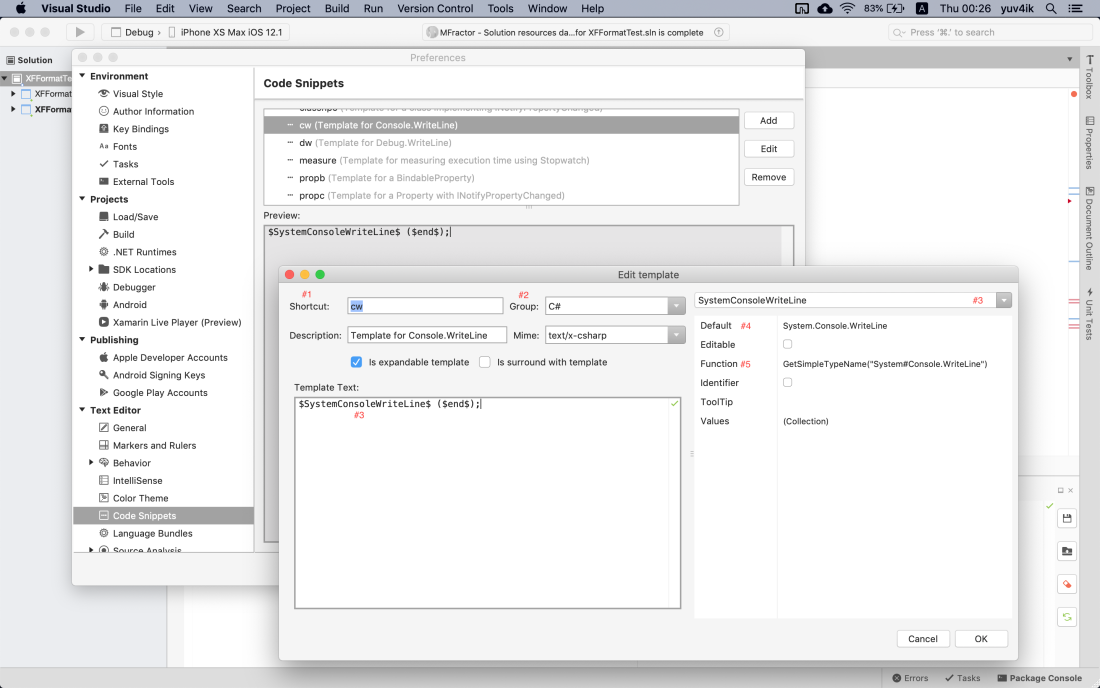 Visual Studio File Edit View Search Project Build Run Version Control Tools Window Help 83% A Thu 00:26 yuv4ik
Debug › iPhone XS Max iOS 12.1 MFractor - Solution resources da...for XFFormatTest.sln is complete Press '⌘.' to search
Solution
XFFormatTe
XFFormat
XFForma
Preferences
Environment
Visual Style
Author Information
Key Bindings
Fonts
Tasks
External Tools
Projects
Load/Save
Build
.NET Runtimes
SDK Locations
Debugger
Android
Xamarin Live Player (Preview)
Publishing
Apple Developer Accounts
Android Signing Keys
Google Play Accounts
Text Editor
General
Markers and Rulers
Behavior
IntelliSense
Color Theme
Code Snippets
Language Bundles
Source Analysis
Code Snippets
cw (Template for Console.WriteLine)
dw (Template for Debug.WriteLine)
measure (Template for measuring execution time using Stopwatch)
propb (Template for a BindableProperty)
propc (Template for a Property with INotifyPropertyChanged)
Add
Edit
Remove
Preview:
$SystemConsoleWriteLine$ ($end$);
Edit template
#1
Shortcut: cw
#2
Group: C#
Description: Template for Console.WriteLine
Mime: text/x-csharp
Is expandable template
Is surround with template
Template Text:
$SystemConsoleWriteLine$ ($end$);
#3
SystemConsoleWriteLine #3
Default #4 System.Console.WriteLine
Editable
Function #5 GetSimpleTypeName("System#Console.WriteLine")
Identifier
ToolTip
Values (Collection)
Cancel
OK
Toolbox
Properties
Document Outline
Unit Tests
Errors
Tasks
Package Console